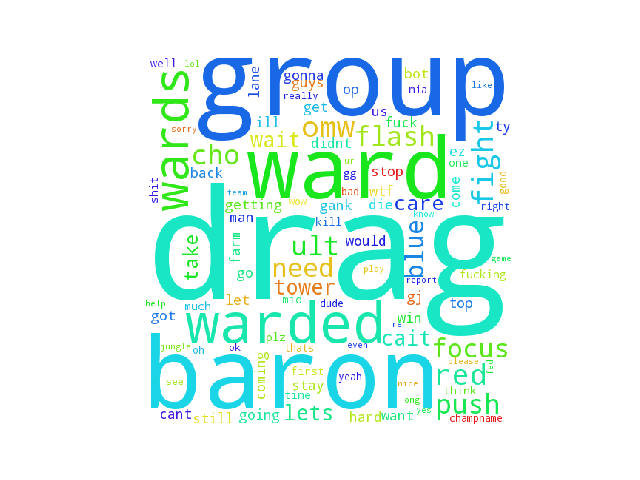 well lol group
wards lane gonna guys really op bot mia us like
sorry ill get omw fuck flash fight ty
cho wait didnt ward ez one
back ur gg stop come good
shit team wow bad wtf die care right
getting man gank kill know
take farm ult would blue
go need play drag game
tower report gj fucking
help let mid dude top
got much warded plz win cait
jungle oh ok thats even re focus
see coming first yeah nice please fed
baron stay red think
time omg yes push
cant still going lets hard want champname